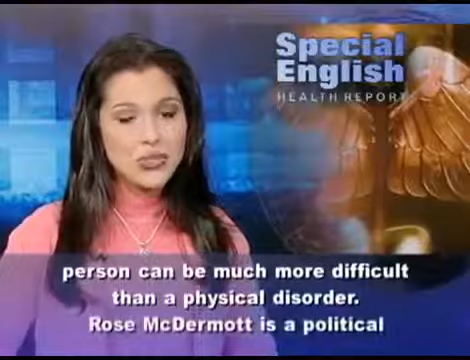 Special
English
HEALTH REPORT
person can be much more difficult
than a physical disorder.
Rose McDermott is a political